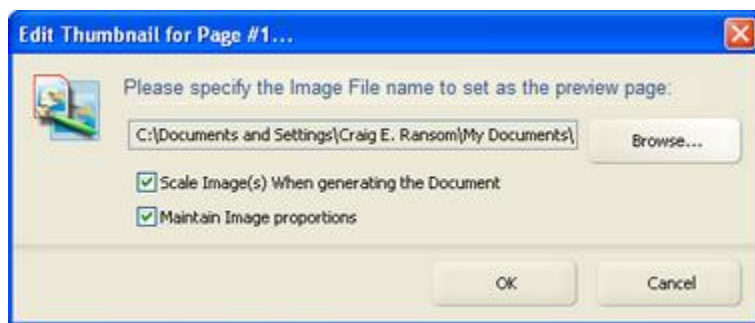 Edit Thumbnail for Page #1...
Please specify the Image File name to set as the preview page:
C:\Documents and Settings\Craig E. Ransom\My Documents\
Browse...
Scale Image(s) When generating the Document
Maintain Image proportions
OK
Cancel